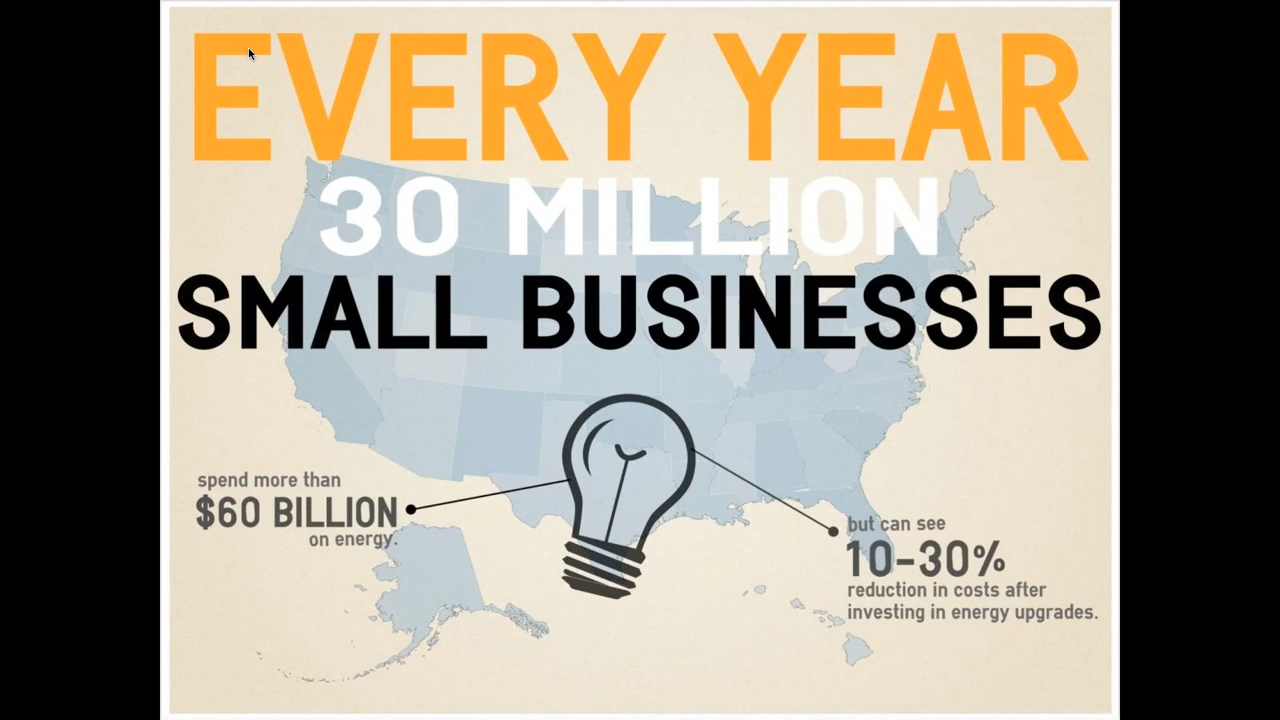 EVERY YEAR
30 MILLION
SMALL BUSINESSES
spend more than
$60 BILLION
on energy.
but can see
10-30%
reduction in costs after
investing in energy upgrades.